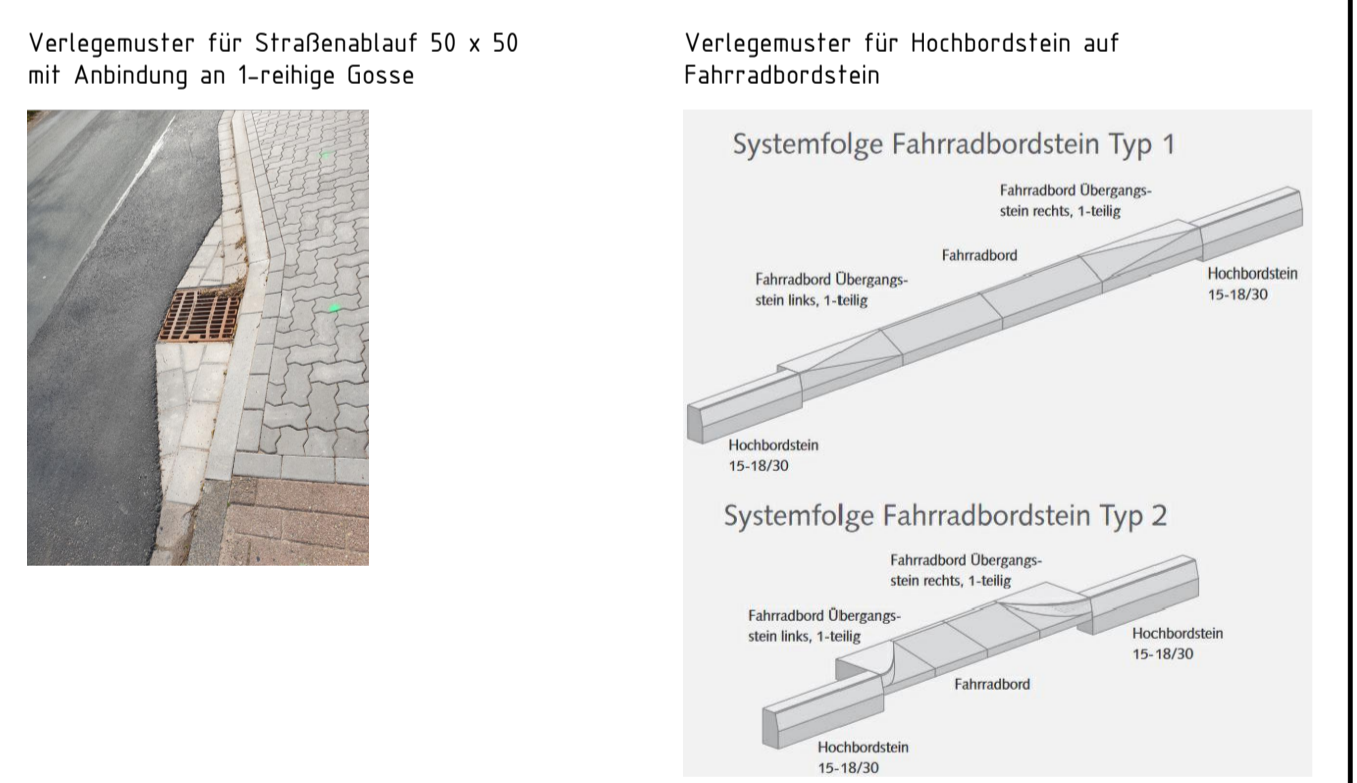 Verlegemuster für Straßenablauf 50 x 50
mit Anbindung an 1-reihige Gosse
Verlegemuster für Hochbordstein auf
Fahrradbordstein
Systemfolge Fahrradbordstein Typ 1
Fahrradbord Übergangs-
stein rechts, 1-teilig
Fahrradbord
Fahrradbord Übergangs-
stein links, 1-teilig
Hochbordstein
15-18/30
Hochbordstein
15-18/30
Systemfolge Fahrradbordstein Typ 2
Fahrradbord Übergangs-
stein rechts, 1-teilig
Fahrradbord Übergangs-
stein links, 1-teilig
Hochbordstein
15-18/30
Fahrradbord
Hochbordstein
15-18/30